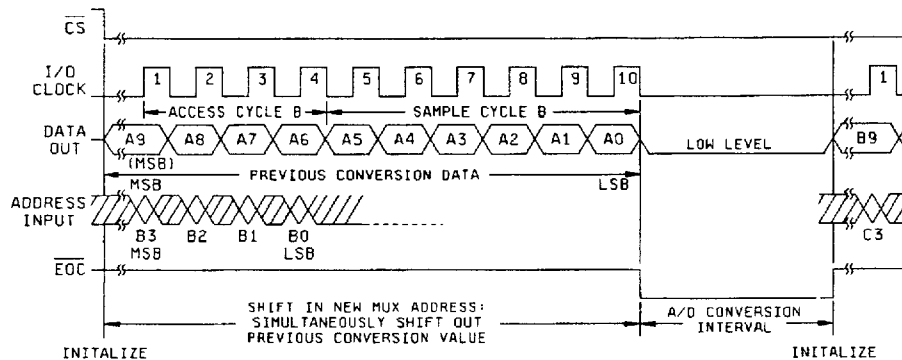 CS
I/O
CLOCK
1 2 3 4 5 6 7 8 9 10 1
ACCESS CYCLE B
SAMPLE CYCLE B
DATA
OUT
A9 A8 A7 A6 A5 A4 A3 A2 A1 A0
LOW LEVEL
B9
(MSB)
PREVIOUS CONVERSION DATA
MSB
LSB
ADDRESS
INPUT
B3 B2 B1 B0
C3
MSB
LSB
EOC
SHIFT IN NEW MUX ADDRESS:
SIMULTANEOUSLY SHIFT OUT
PREVIOUS CONVERSION VALUE
A/D CONVERSION
INTERVAL
INITALIZE
INITALIZE